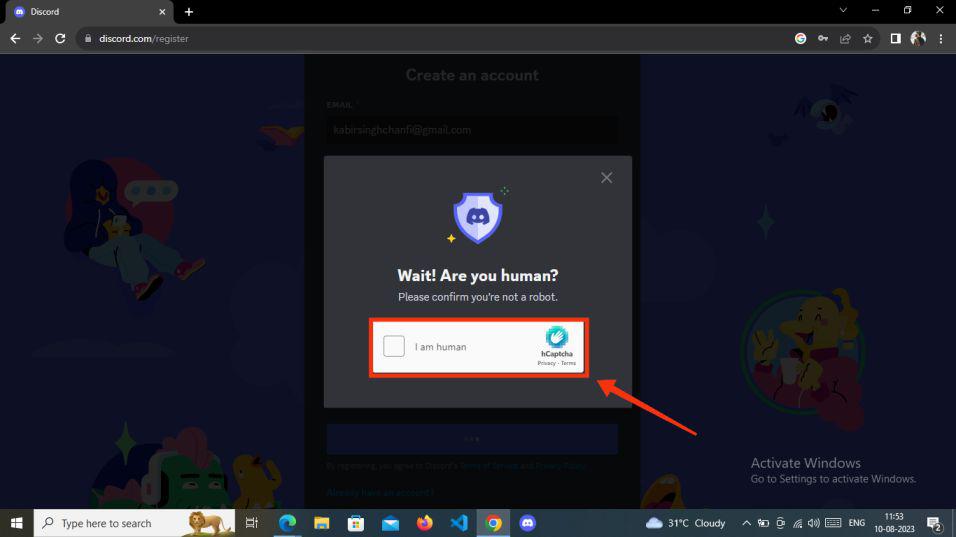 Discord
discord.com/register
Create an account
EMAIL *
kabirsinghchanfi@gmail.com
Wait! Are you human?
Please confirm you're not a robot.
I am human
hCaptcha
Privacy - Terms
By registering, you agree to Discord's Terms of Service and Privacy Policy.
Already have an account?
Activate Windows
Go to Settings to activate Windows.
Type here to search
31°C Cloudy
ENG
11:53
10-08-2023
2